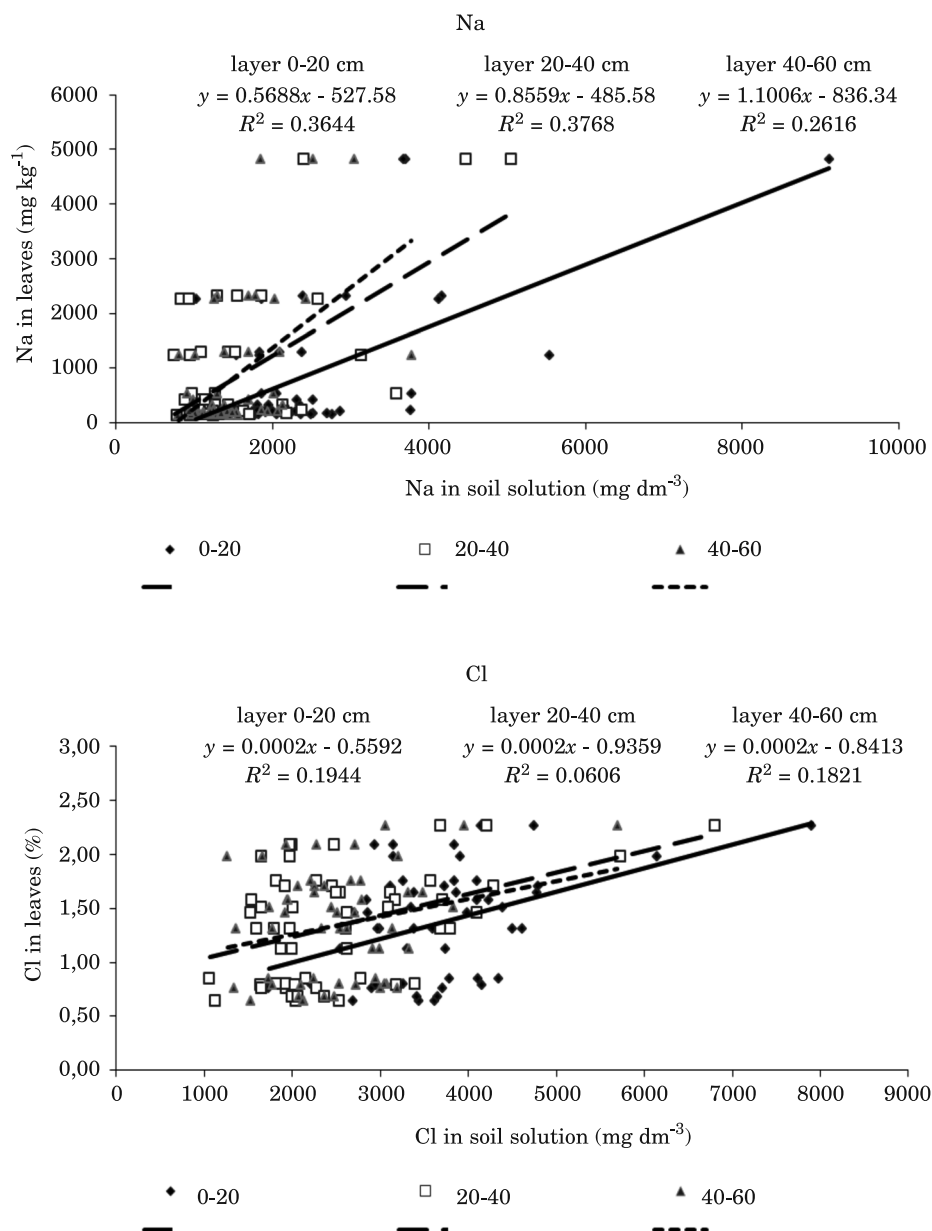 Na
layer 0-20 cm layer 20-40 cm layer 40-60 cm
y = 0.5688x - 527.58 y = 0.8559x - 485.58 y = 1.1006x - 836.34
R² = 0.3644 R² = 0.3768 R² = 0.2616
Na in leaves (mg kg⁻¹)
6000
5000
4000
3000
2000
1000
0
0 2000 4000 6000 8000 10000
Na in soil solution (mg dm⁻³)
0-20 20-40 40-60
Cl
layer 0-20 cm layer 20-40 cm layer 40-60 cm
y = 0.0002x - 0.5592 y = 0.0002x - 0.9359 y = 0.0002x - 0.8413
R² = 0.1944 R² = 0.0606 R² = 0.1821
Cl in leaves (%)
3,00
2,50
2,00
1,50
1,00
0,50
0,00
0 1000 2000 3000 4000 5000 6000 7000 8000 9000
Cl in soil solution (mg dm⁻³)
0-20 20-40 40-60